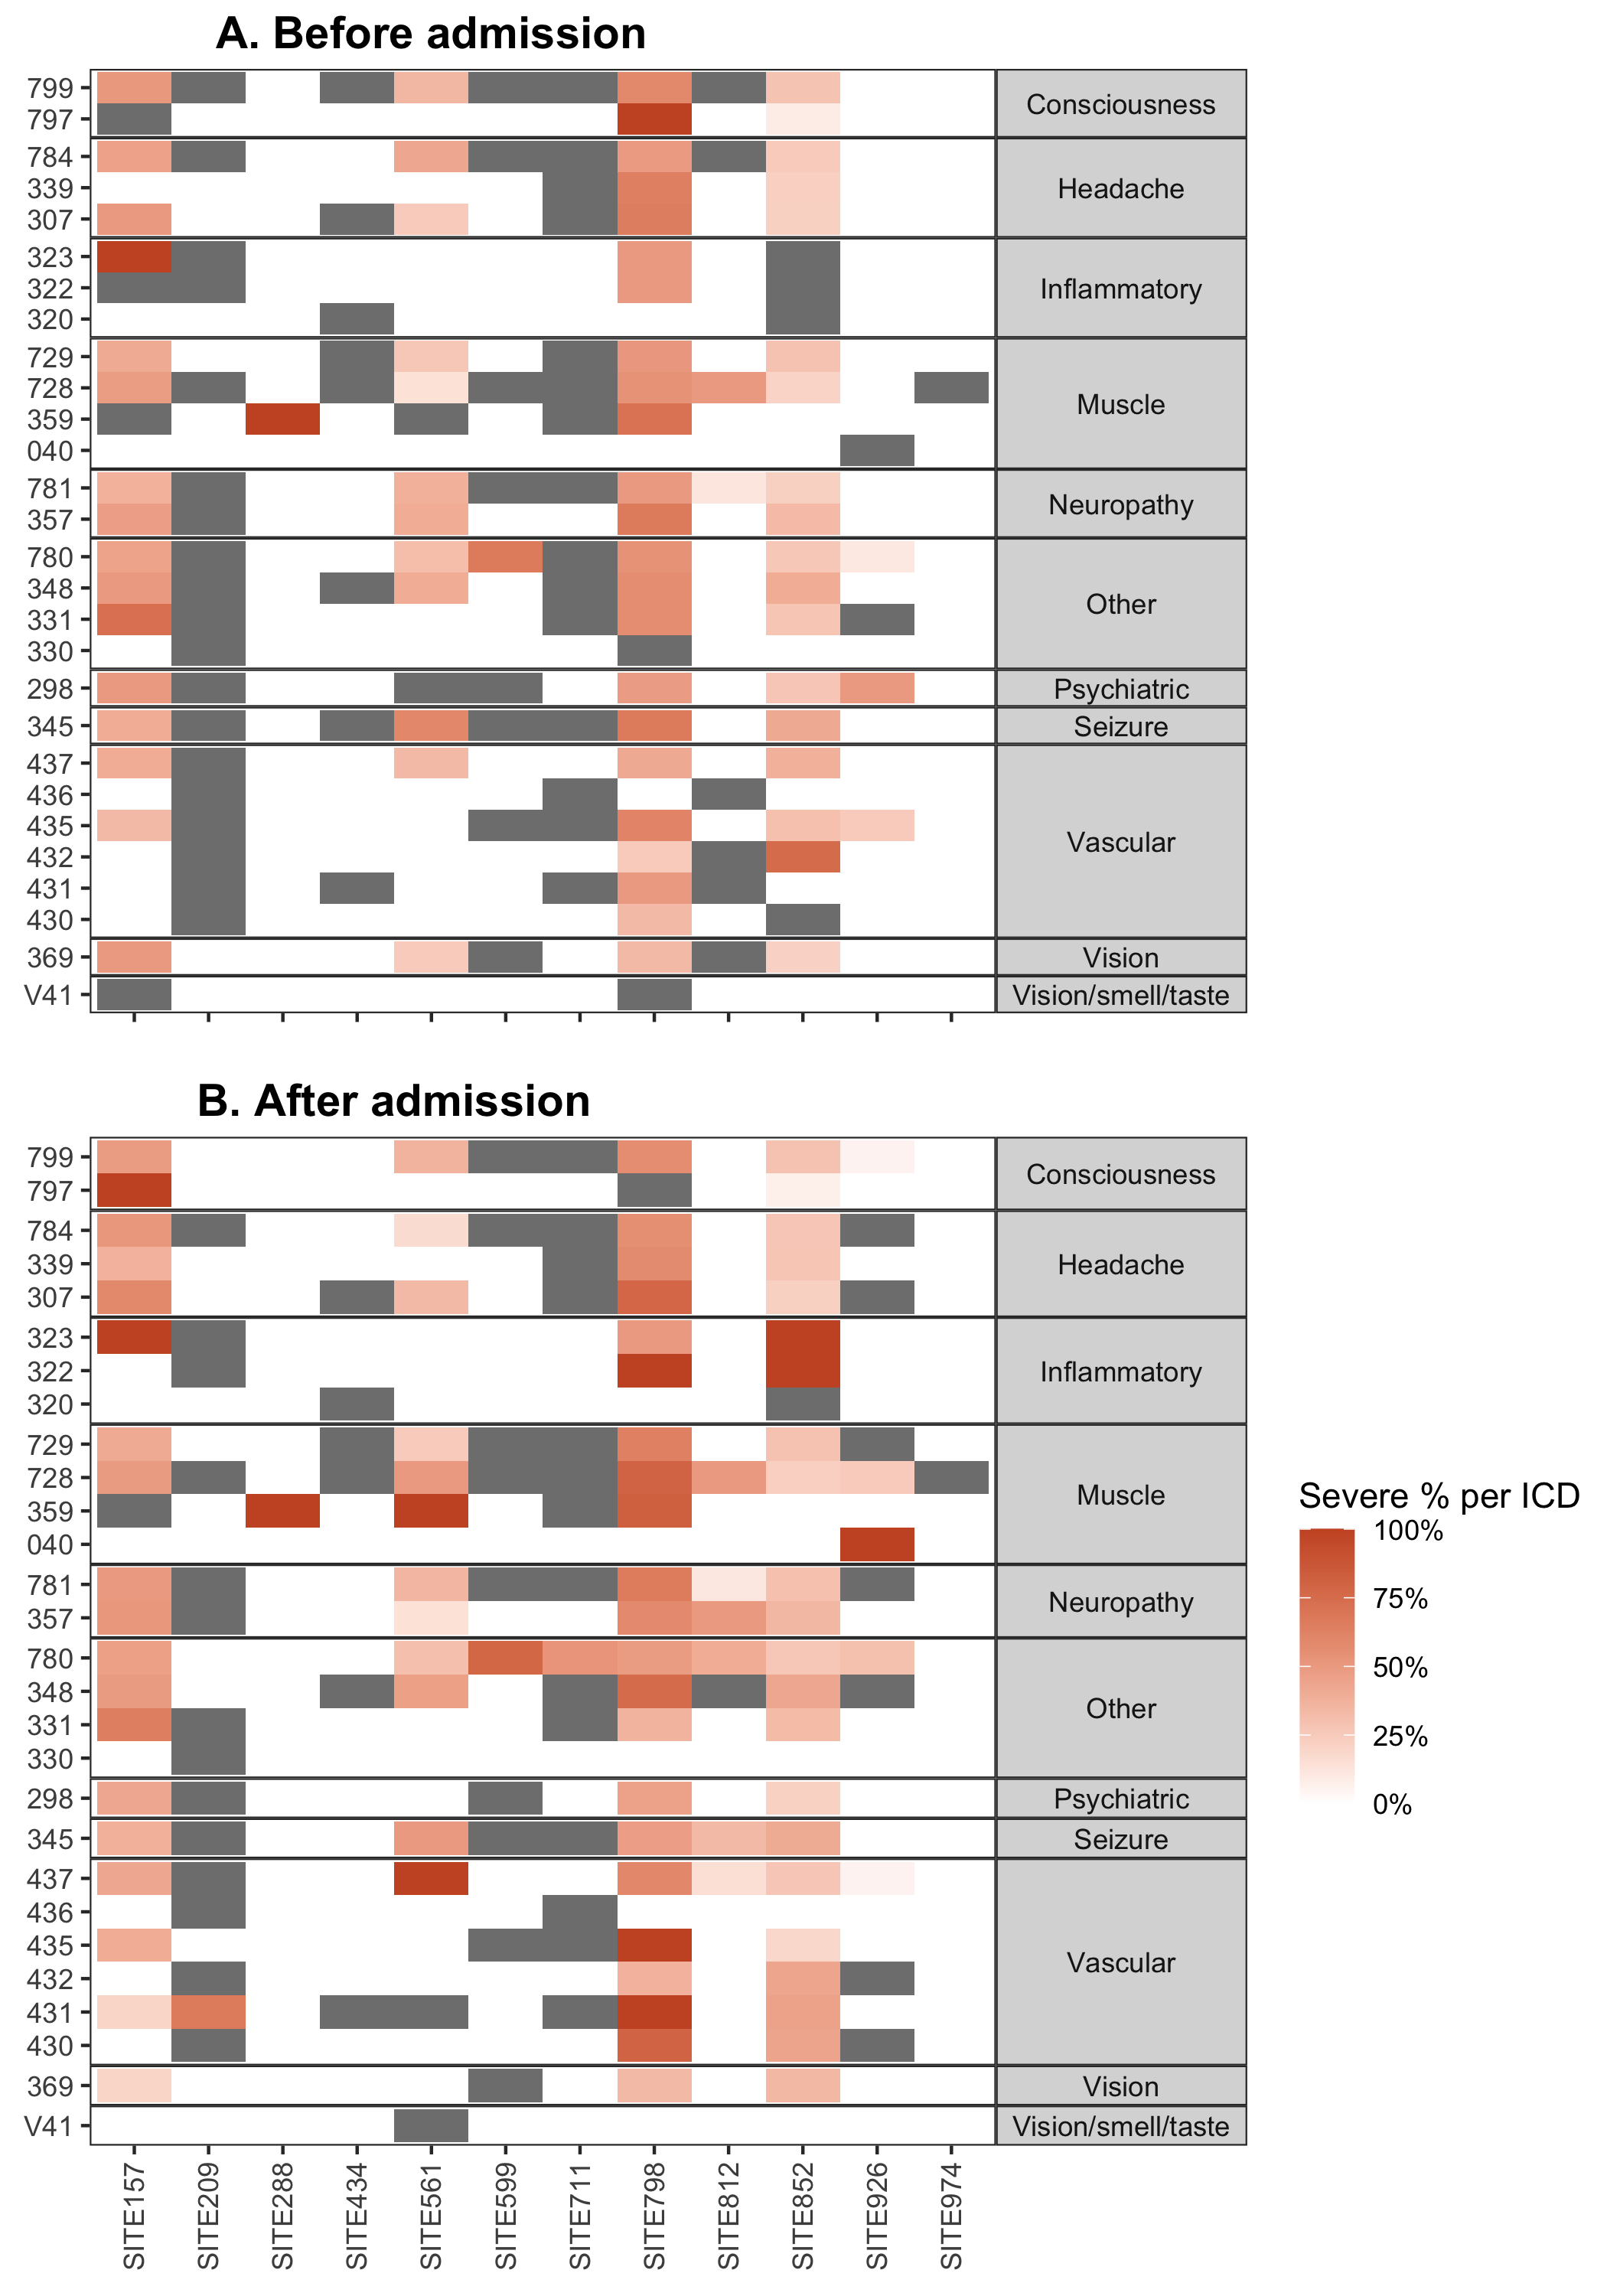 A. Before admission
799
797
Consciousness
784
339
307
Headache
323
322
320
Inflammatory
729
728
359
040
Muscle
781
357
Neuropathy
780
348
331
330
Other
298
Psychiatric
345
Seizure
437
436
435
432
431
430
Vascular
369
Vision
V41
Vision/smell/taste
B. After admission
799
797
Consciousness
784
339
307
Headache
323
322
320
Inflammatory
729
728
359
040
Muscle
781
357
Neuropathy
780
348
331
330
Other
298
Psychiatric
345
Seizure
437
436
435
432
431
430
Vascular
369
Vision
V41
Vision/smell/taste
SITE157
SITE209
SITE288
SITE434
SITE561
SITE599
SITE711
SITE798
SITE812
SITE852
SITE926
SITE974
Severe % per ICD
100%
75%
50%
25%
0%